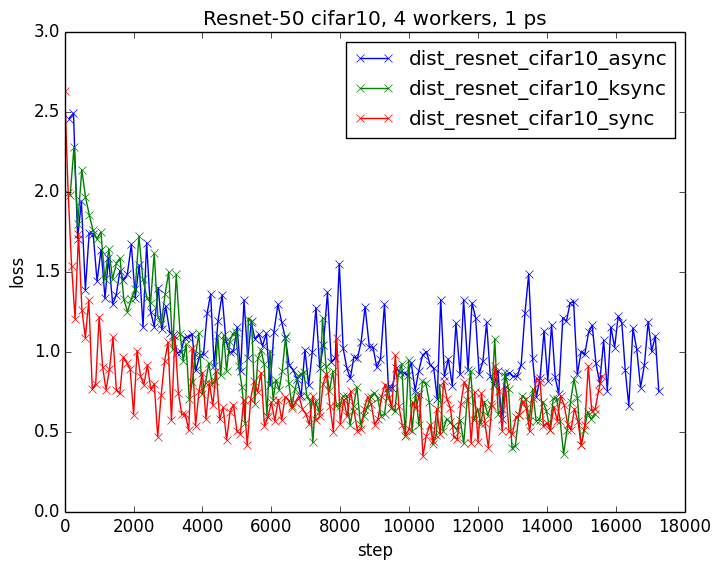 Resnet-50 cifar10, 4 workers, 1 ps
dist_resnet_cifar10_async
dist_resnet_cifar10_ksync
dist_resnet_cifar10_sync
3.0
2.5
2.0
1.5
1.0
0.5
0.0
loss
0 2000 4000 6000 8000 10000 12000 14000 16000 18000
step